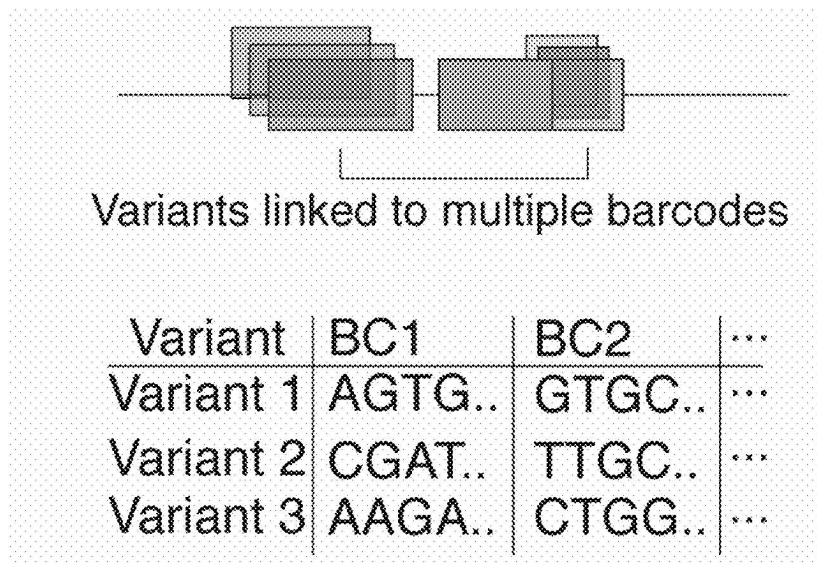 Variants linked to multiple barcodes
Variant BC1 BC2 ...
Variant 1 AGTG.. GTGC.. ...
Variant 2 CGAT.. TTGC.. ...
Variant 3 AAGA.. CTGG.. ...